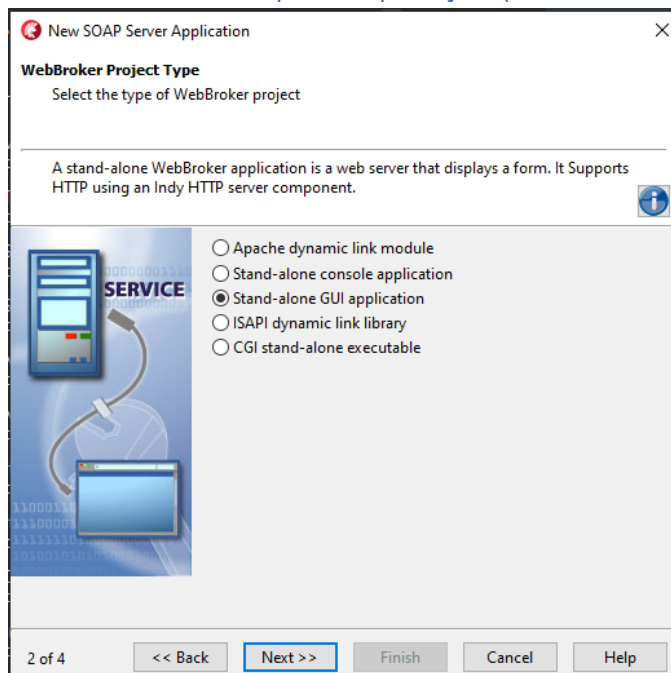 New SOAP Server Application
WebBroker Project Type
Select the type of WebBroker project
A stand-alone WebBroker application is a web server that displays a form. It Supports
HTTP using an Indy HTTP server component.
SERVICE
Apache dynamic link module
Stand-alone console application
Stand-alone GUI application
ISAPI dynamic link library
CGI stand-alone executable
2 of 4
<< Back
Next >>
Finish
Cancel
Help